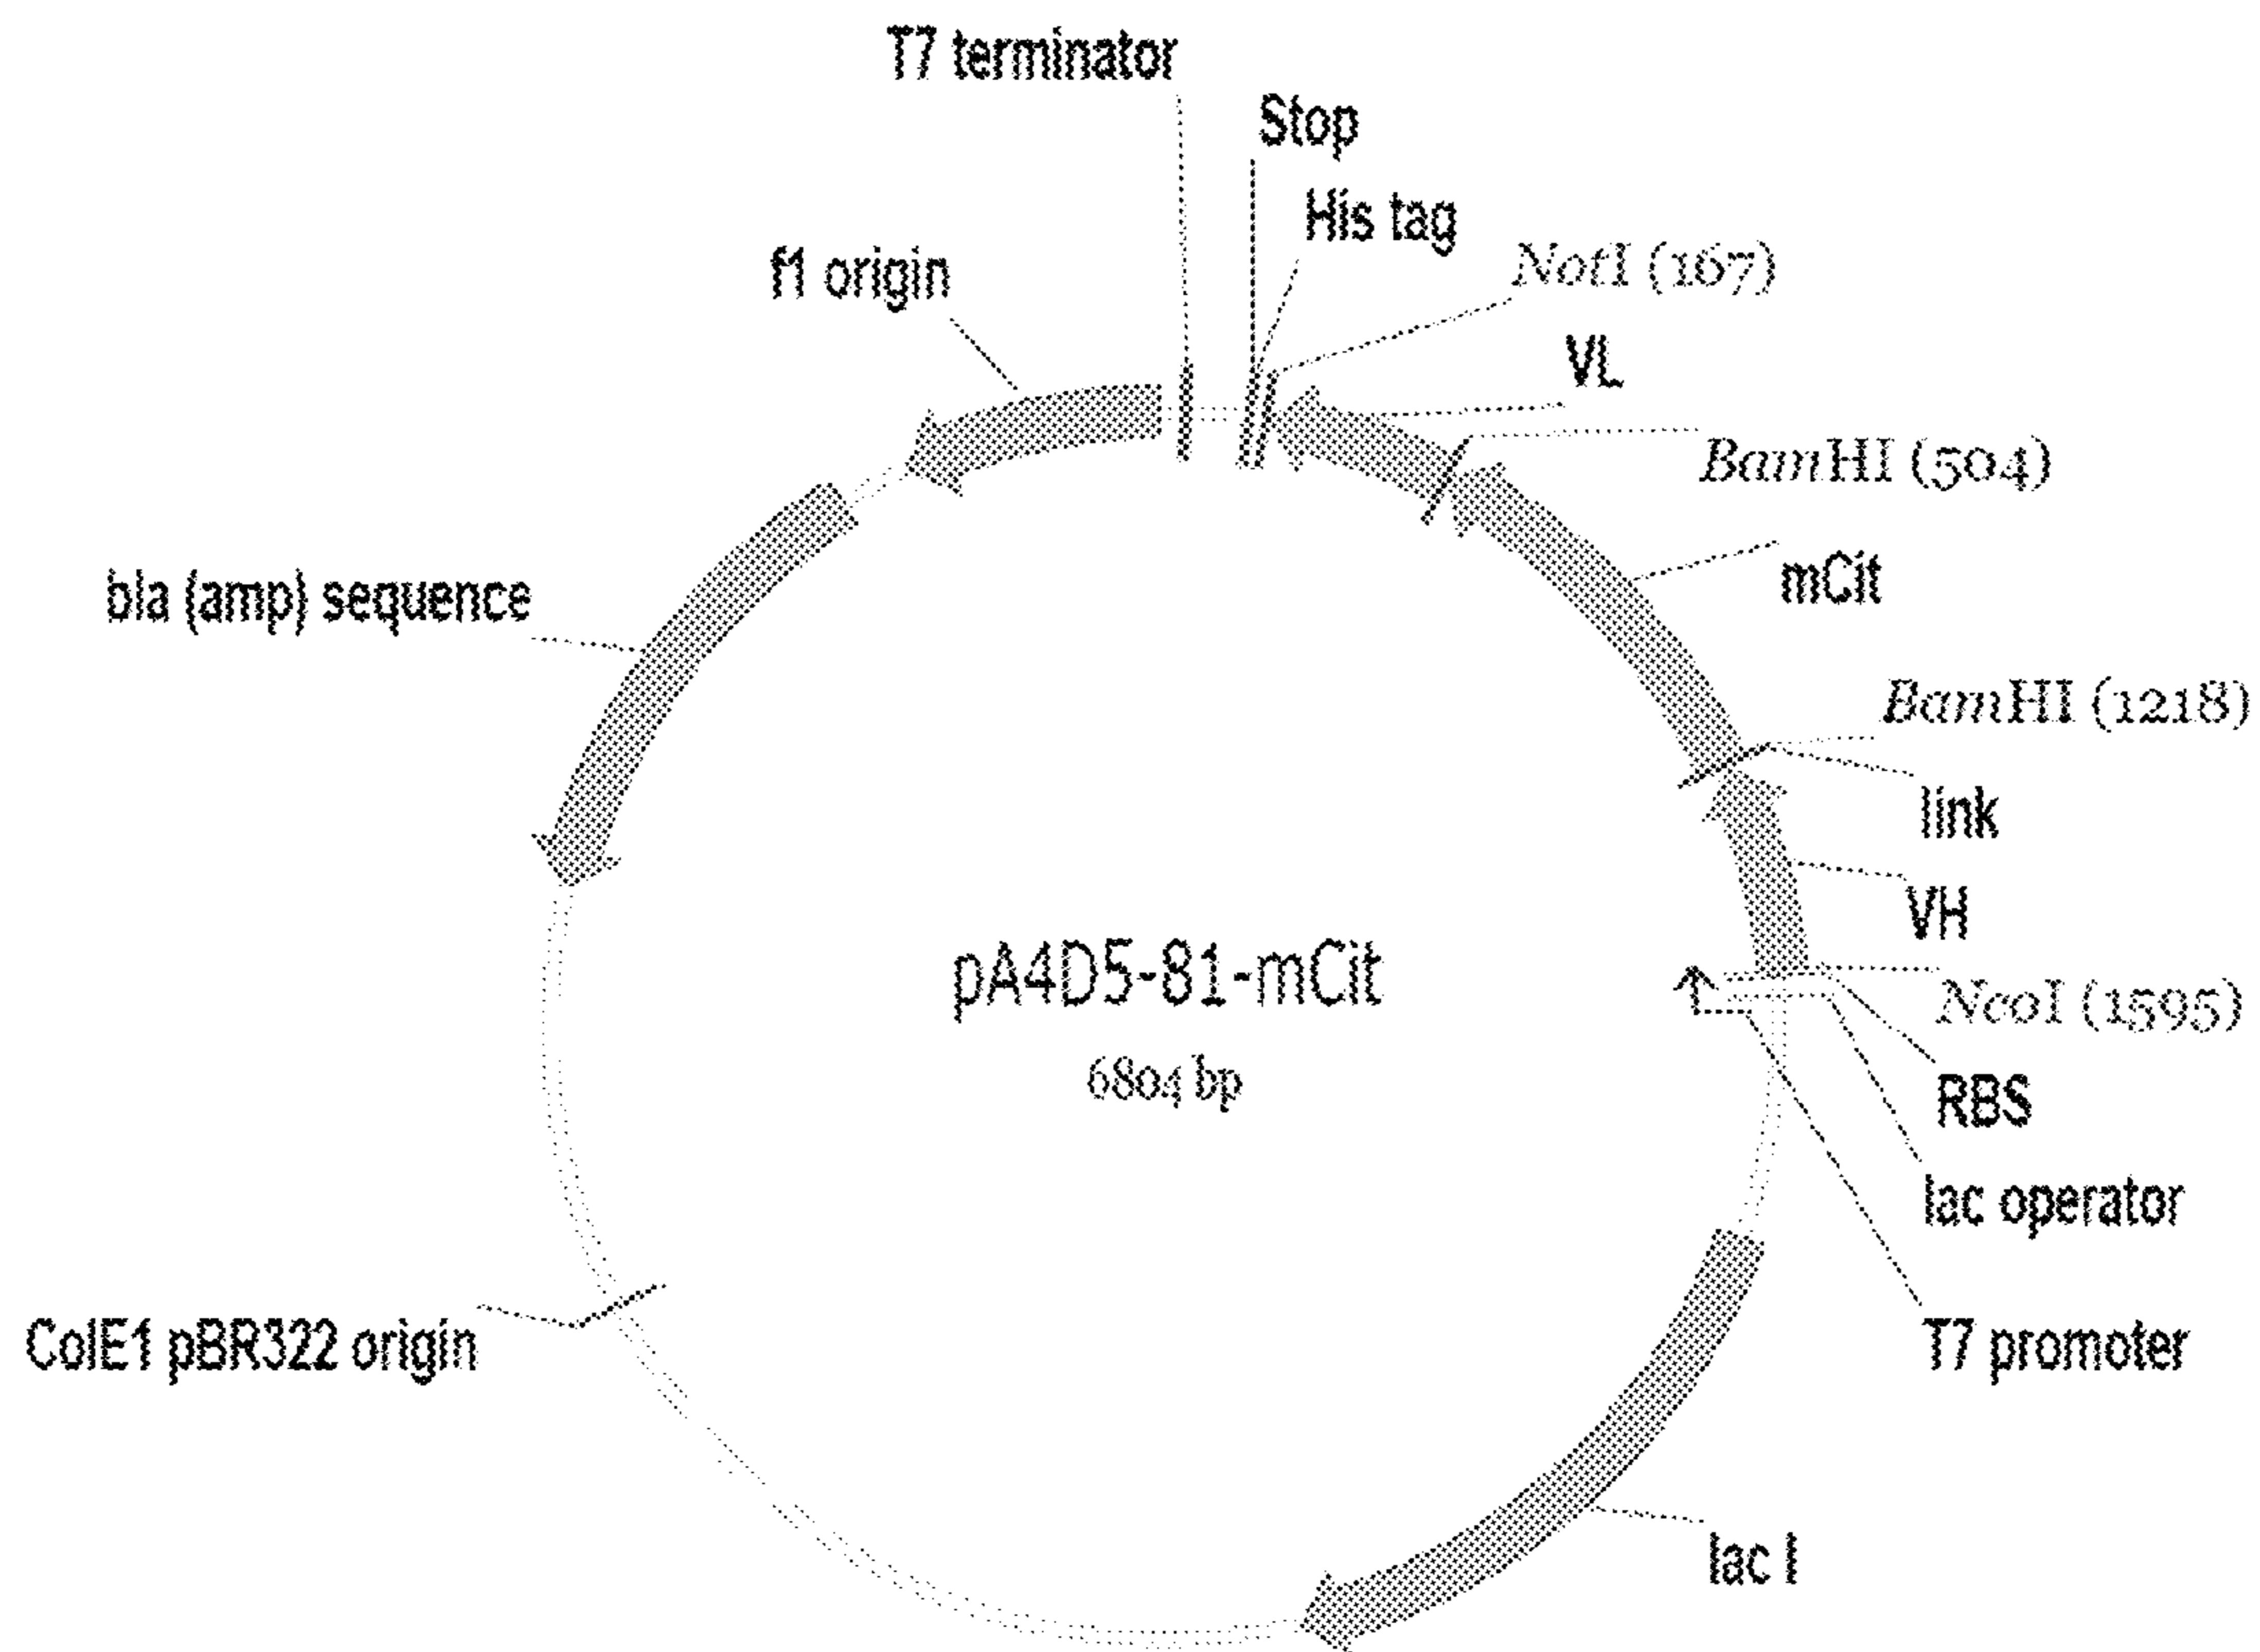 T7 terminator
Stop
His tag
NotI (167)
f1 origin
VL
BamHI (504)
mCit
bla (amp) sequence
BamHI (1218)
link
VH
pA4D5-81-mCit
NcoI (1595)
6804 bp
RBS
lac operator
ColE1 pBR322 origin
T7 promoter
lac I